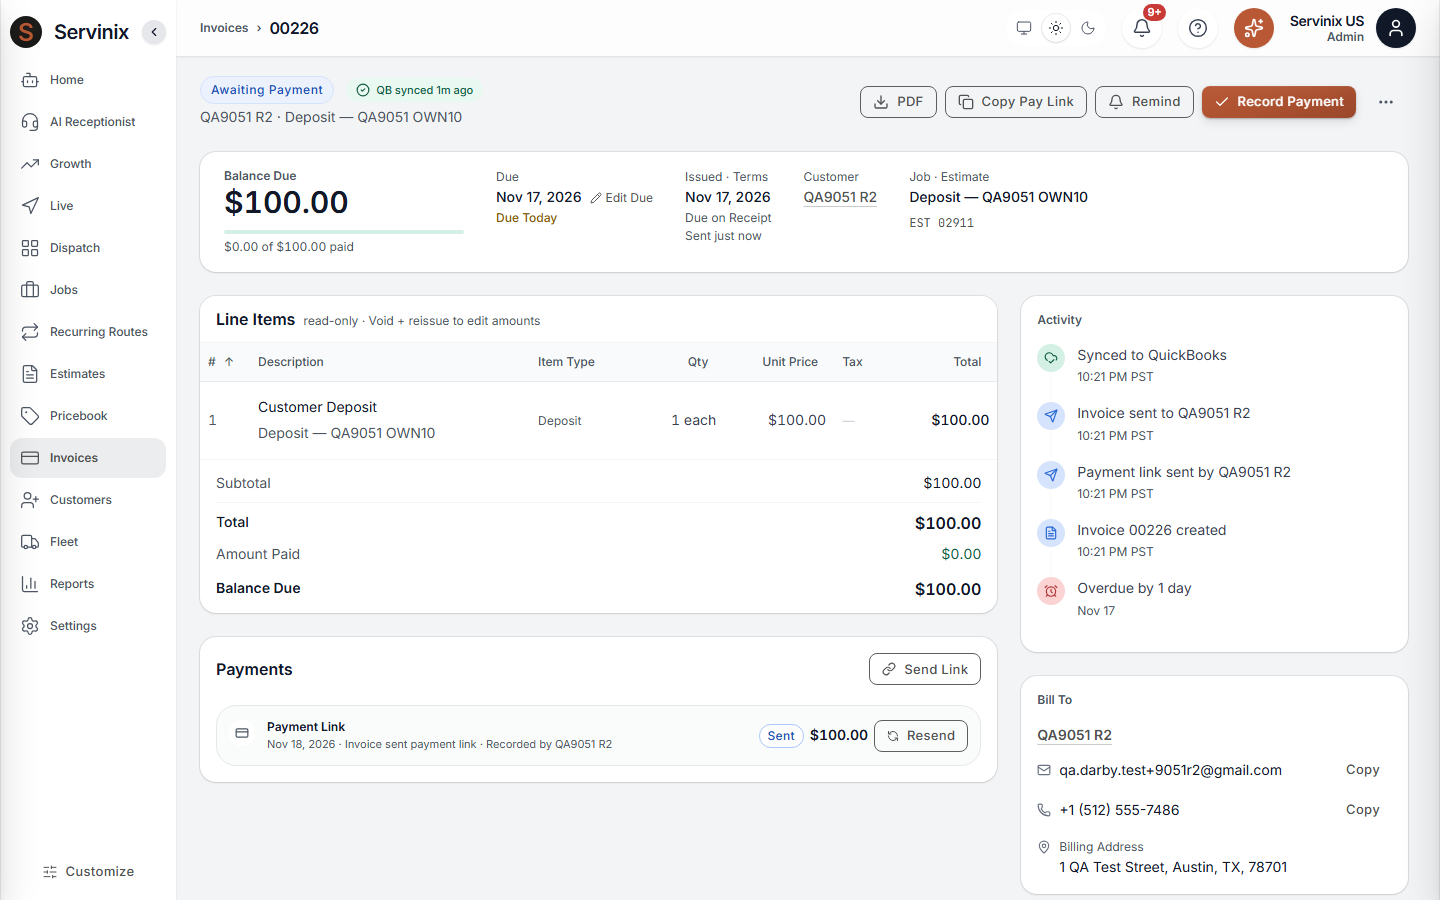 Servinix
Home
AI Receptionist
Growth
Live
Dispatch
Jobs
Recurring Routes
Estimates
Pricebook
Invoices
Customers
Fleet
Reports
Settings
Customize
Invoices › 00226
9+
Servinix US
Admin
Awaiting Payment
QB synced 1m ago
QA9051 R2 · Deposit — QA9051 OWN10
PDF
Copy Pay Link
Remind
Record Payment
Balance Due
$100.00
$0.00 of $100.00 paid
Due
Nov 17, 2026 Edit Due
Due Today
Issued · Terms
Nov 17, 2026
Due on Receipt
Sent just now
Customer
QA9051 R2
Job · Estimate
Deposit — QA9051 OWN10
EST 02911
Line Items read-only · Void + reissue to edit amounts
# ↑ Description Item Type Qty Unit Price Tax Total
1 Customer Deposit Deposit 1 each $100.00 — $100.00
Deposit — QA9051 OWN10
Subtotal $100.00
Total $100.00
Amount Paid $0.00
Balance Due $100.00
Payments
Send Link
Payment Link
Nov 18, 2026 · Invoice sent payment link · Recorded by QA9051 R2
Sent $100.00 Resend
Activity
Synced to QuickBooks
10:21 PM PST
Invoice sent to QA9051 R2
10:21 PM PST
Payment link sent by QA9051 R2
10:21 PM PST
Invoice 00226 created
10:21 PM PST
Overdue by 1 day
Nov 17
Bill To
QA9051 R2
qa.darby.test+9051r2@gmail.com Copy
+1 (512) 555-7486 Copy
Billing Address
1 QA Test Street, Austin, TX, 78701